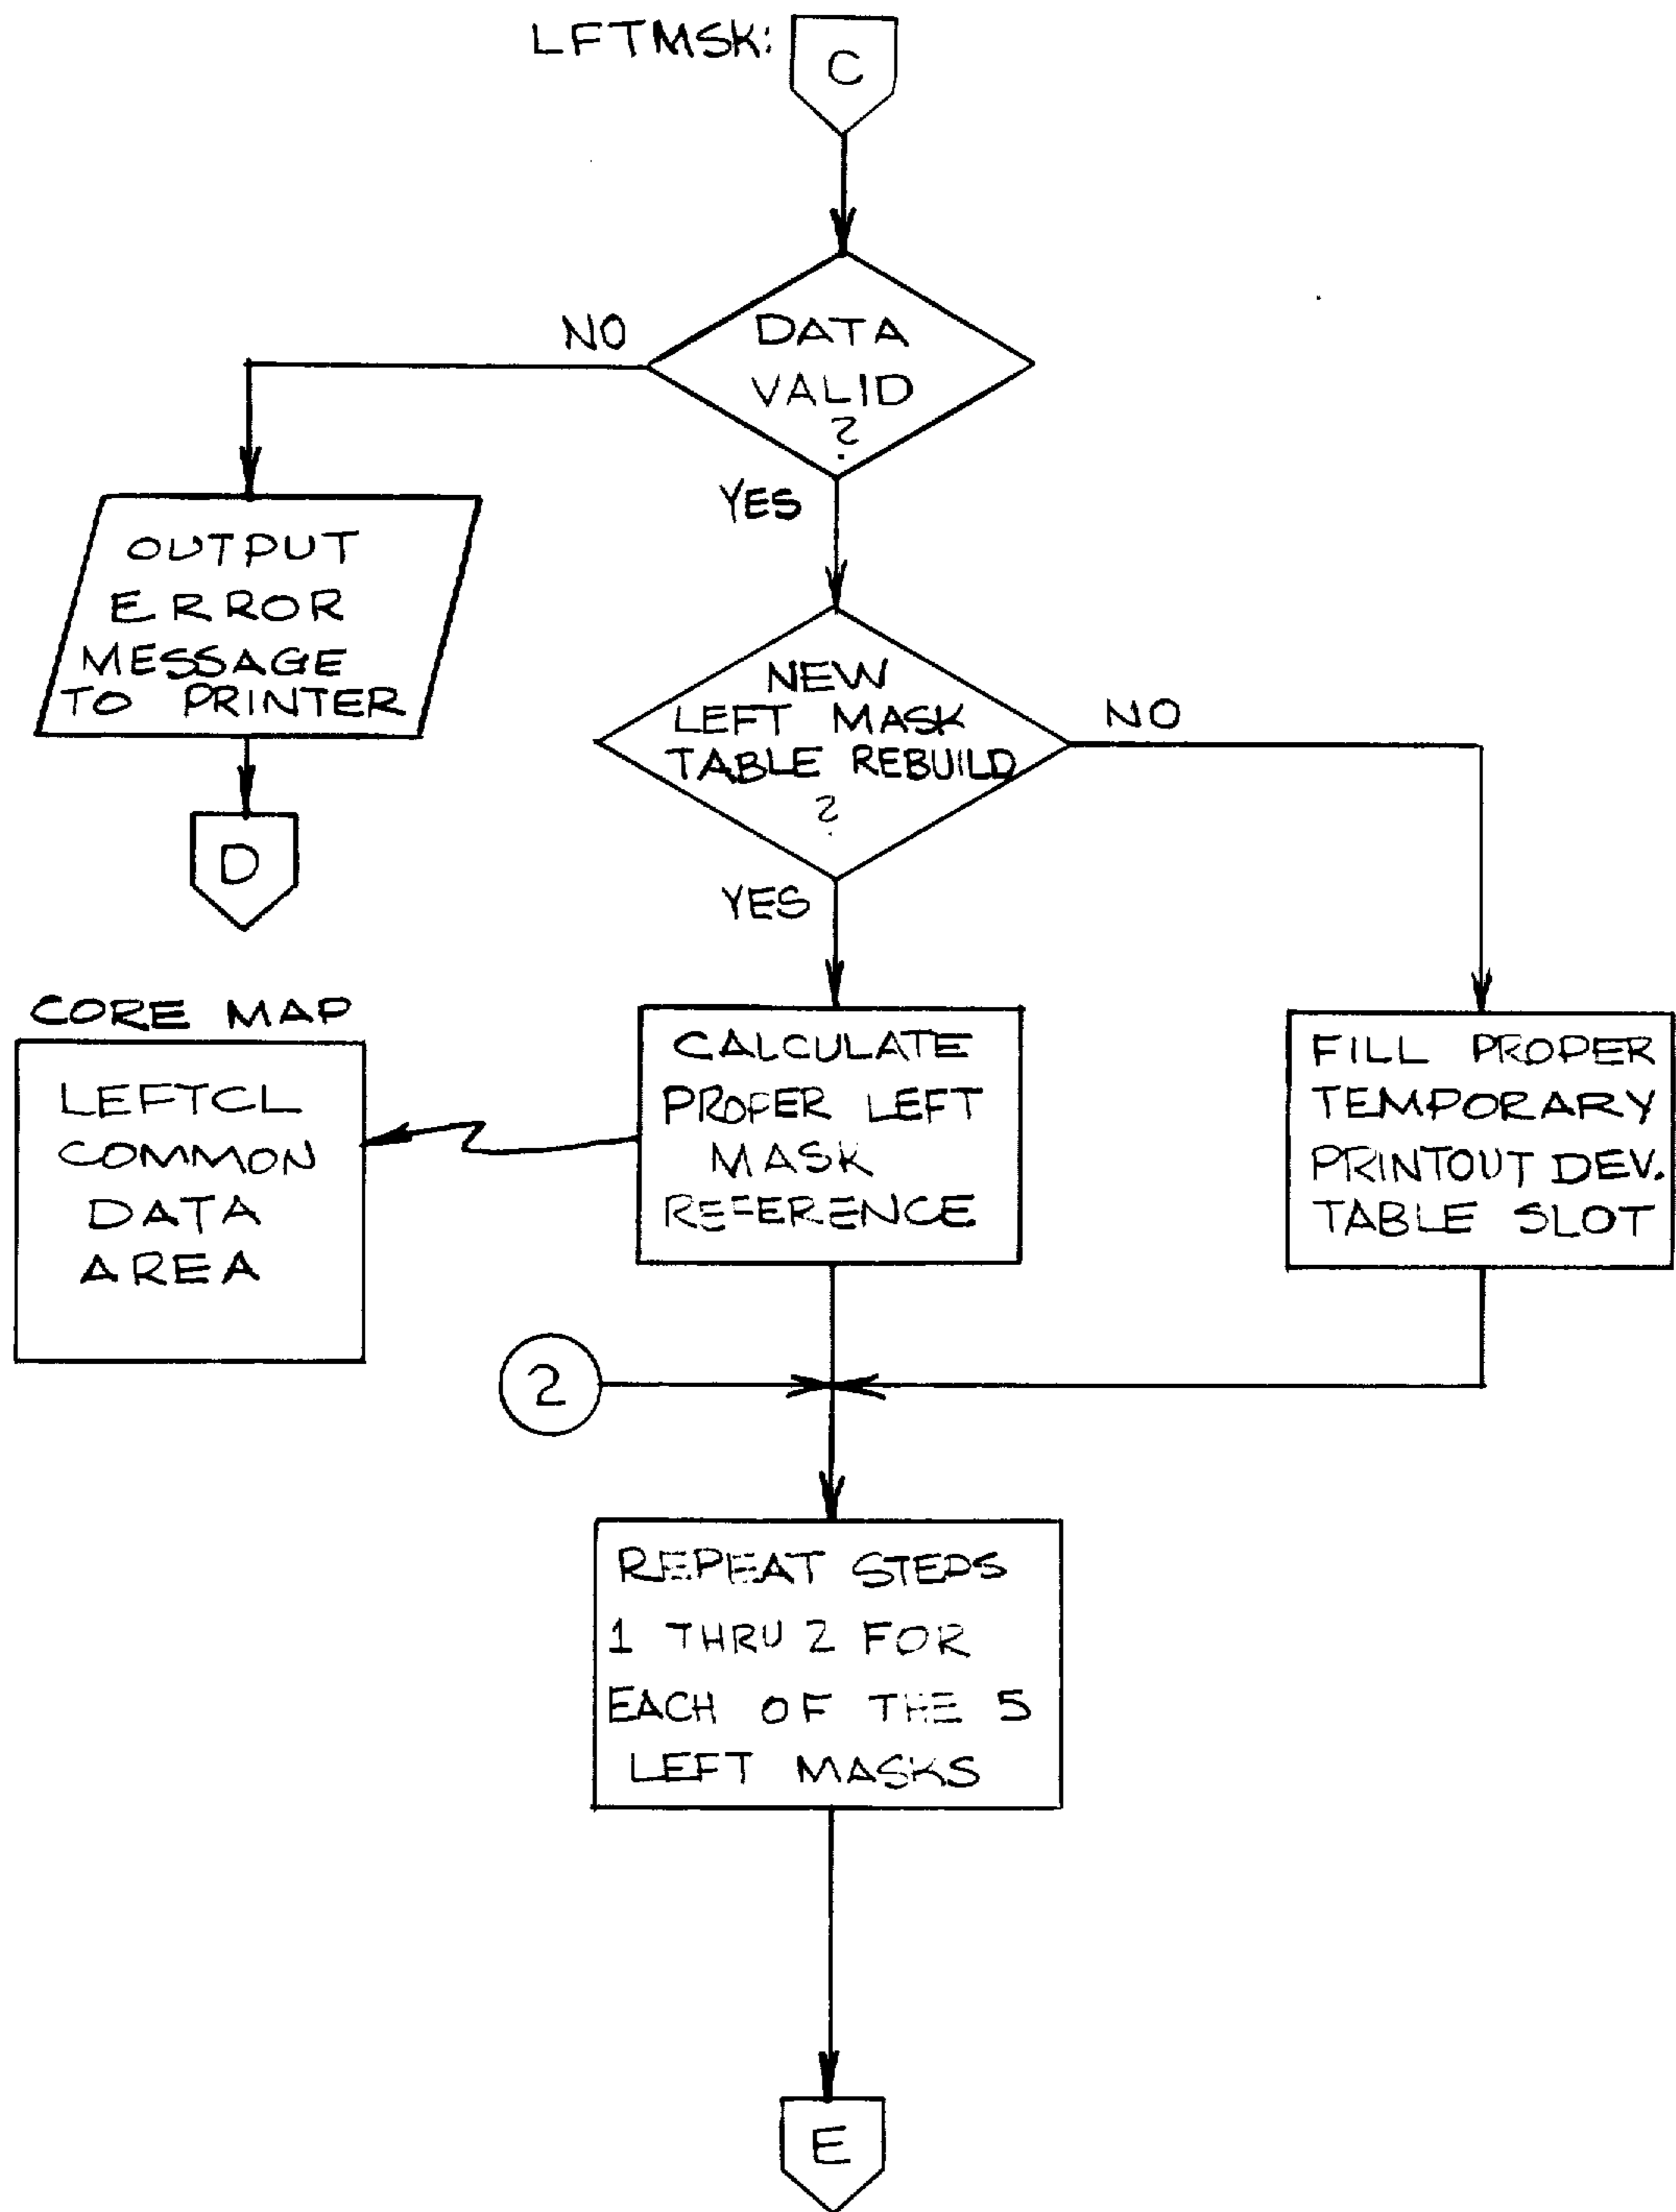 LFTMSK:
C
DATA
VALID
?
NO
YES
OUTPUT
ERROR
MESSAGE
TO PRINTER
D
NEW
LEFT MASK
TABLE REBUILD
?
NO
YES
CORE MAP
LEFTCL
COMMON
DATA
AREA
CALCULATE
PROPER LEFT
MASK
REFERENCE
FILL PROPER
TEMPORARY
PRINTOUT DEV.
TABLE SLOT
2
REPEAT STEPS
1 THRU 2 FOR
EACH OF THE 5
LEFT MASKS
E